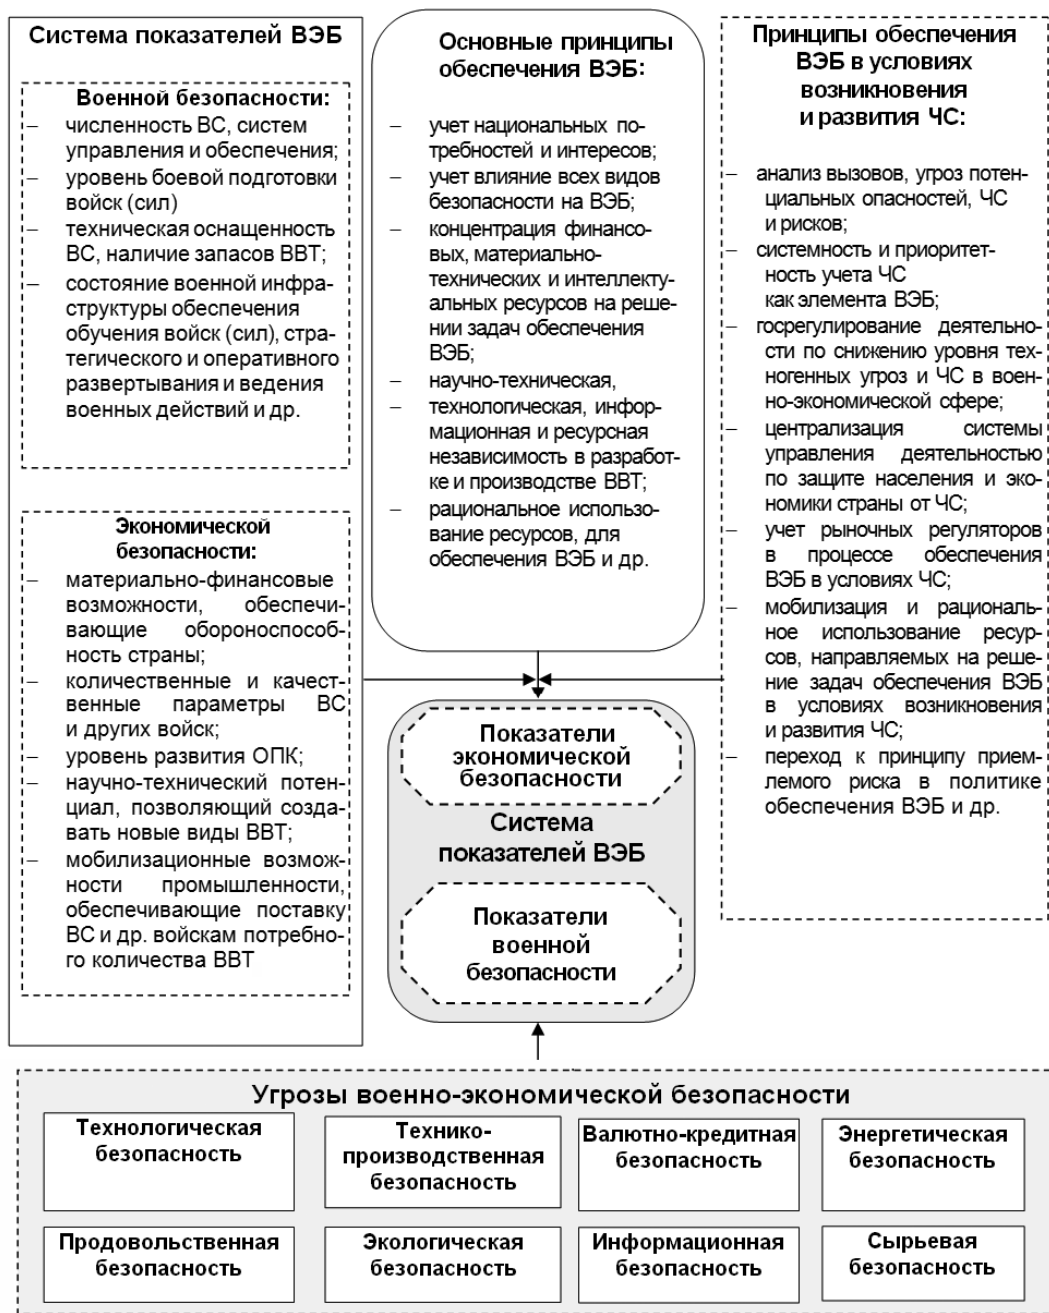 Система показателей ВЭБ
Военной безопасности:
– численность ВС, систем
управления и обеспечения;
– уровень боевой подготовки
войск (сил)
– техническая оснащенность
ВС, наличие запасов ВВТ;
– состояние военной инфра-
структуры обеспечения
обучения войск (сил), стра-
тегического и оперативного
развертывания и ведения
военных действий и др.
Экономической
безопасности:
– материально-финансовые
возможности, обеспечи-
вающие обороноспособ-
ность страны;
– количественные и качест-
венные параметры ВС
и других войск;
– уровень развития ОПК;
– научно-технический потен-
циал, позволяющий созда-
вать новые виды ВВТ;
– мобилизационные возмож-
ности промышленности,
обеспечивающие поставку
ВС и др. войскам потребно-
го количества ВВТ
Основные принципы
обеспечения ВЭБ:
– учет национальных по-
требностей и интересов;
– учет влияние всех видов
безопасности на ВЭБ;
– концентрация финансо-
вых, материально-
технических и интеллекту-
альных ресурсов на реше-
нии задач обеспечения
ВЭБ;
– научно-техническая,
– технологическая, инфор-
мационная и ресурсная
независимость в разработ-
ке и производстве ВВТ;
– рациональное использо-
вание ресурсов, для
обеспечения ВЭБ и др.
Принципы обеспечения
ВЭБ в условиях
возникновения
и развития ЧС:
– анализ вызовов, угроз потен-
циальных опасностей, ЧС
и рисков;
– системность и приоритет-
ность учета ЧС
как элемента ВЭБ;
– госрегулирование деятельно-
сти по снижению уровня тех-
ногенных угроз и ЧС в воен-
но-экономической сфере;
– централизация системы
управления деятельностью
по защите населения и эко-
номики страны от ЧС;
– учет рыночных регуляторов
в процессе обеспечения
ВЭБ в условиях ЧС;
– мобилизация и рациональ-
ное использование ресур-
сов, направляемых на реше-
ние задач обеспечения ВЭБ
в условиях возникновения
и развития ЧС;
– переход к принципу прием-
лемого риска в политике
обеспечения ВЭБ и др.
Показатели
экономической
безопасности
Система
показателей ВЭБ
Показатели
военной
безопасности
Угрозы военно-экономической безопасности
Технологическая
безопасность
Технико-
производственная
безопасность
Валютно-кредитная
безопасность
Энергетическая
безопасность
Продовольственная
безопасность
Экологическая
безопасность
Информационная
безопасность
Сырьевая
безопасность